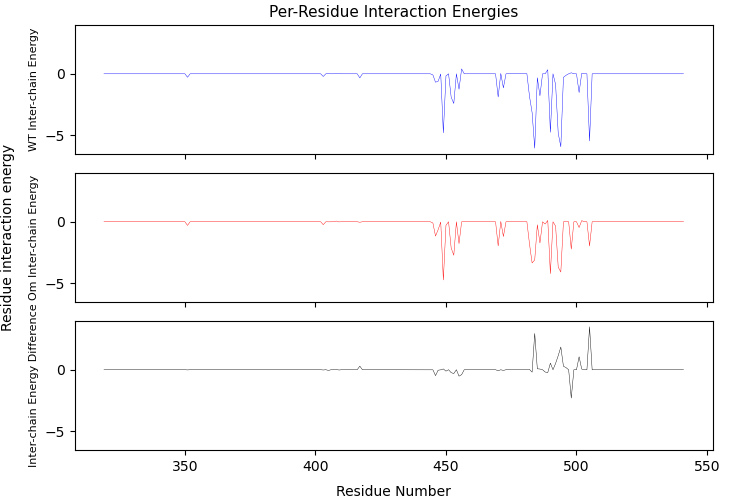 Per-Residue Interaction Energies
Residue interaction energy
WT Inter-chain Energy
0
−5
Om Inter-chain Energy
0
−5
Inter-chain Energy Difference
0
−5
350
400
450
500
550
Residue Number